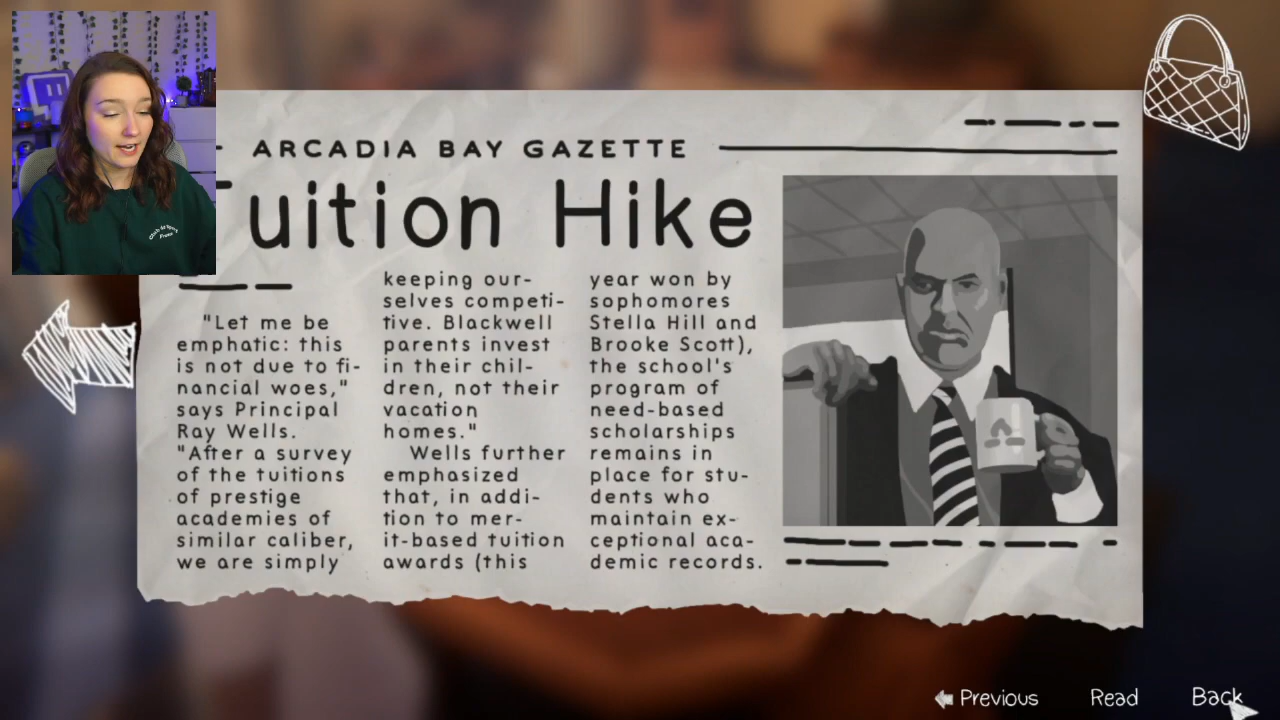 ARCADIA BAY GAZETTE
Tuition Hike
"Let me be
emphatic: this
is not due to fi-
nancial woes,"
says Principal
Ray Wells.
"After a survey
of the tuitions
of prestige
academies of
similar caliber,
we are simply
keeping our-
selves competi-
tive. Blackwell
parents invest
in their chil-
dren, not their
vacation
homes."
Wells further
emphasized
that, in addi-
tion to mer-
it-based tuition
awards (this
year won by
sophomores
Stella Hill and
Brooke Scott),
the school's
program of
need-based
scholarships
remains in
place for stu-
dents who
maintain ex-
ceptional aca-
demic records.
Previous
Read
Back